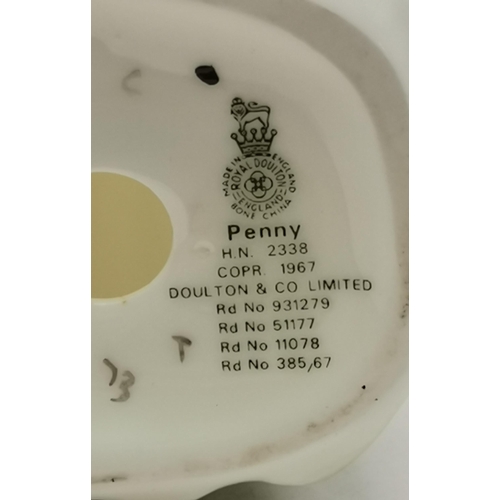 C
MADE IN ENGLAND
ROYAL DOULTON
ENGLAND
BONE CHINA
Penny
H.N. 2338
COPR. 1967
DOULTON & CO LIMITED
Rd No 931279
Rd No 51177
Rd No 11078
Rd No 385,67
T